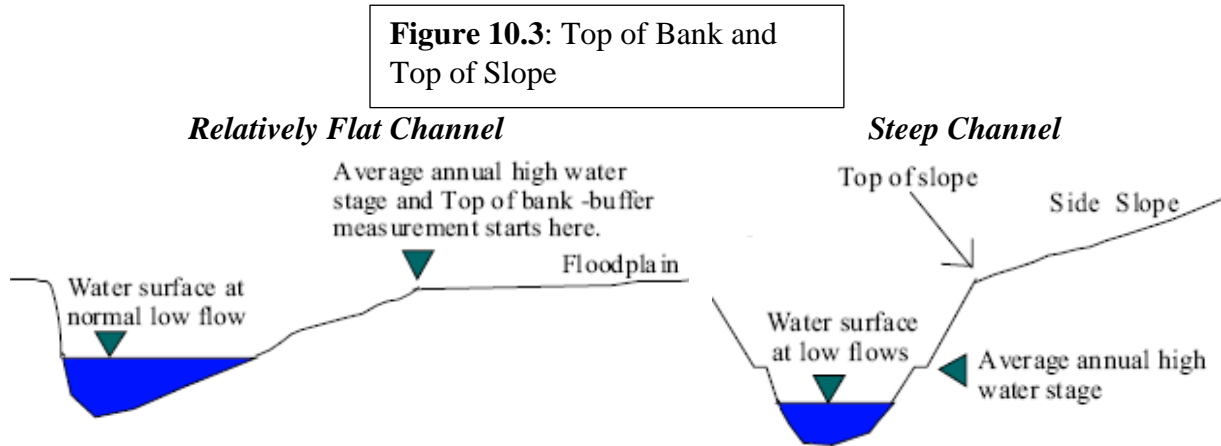 Figure 10.3: Top of Bank and
Top of Slope
Relatively Flat Channel
Average annual high water
stage and Top of bank -buffer
measurement starts here.
Floodplain
Water surface at
normal low flow
Steep Channel
Top of slope
Side Slope
Water surface
at low flows
Average annual high
water stage